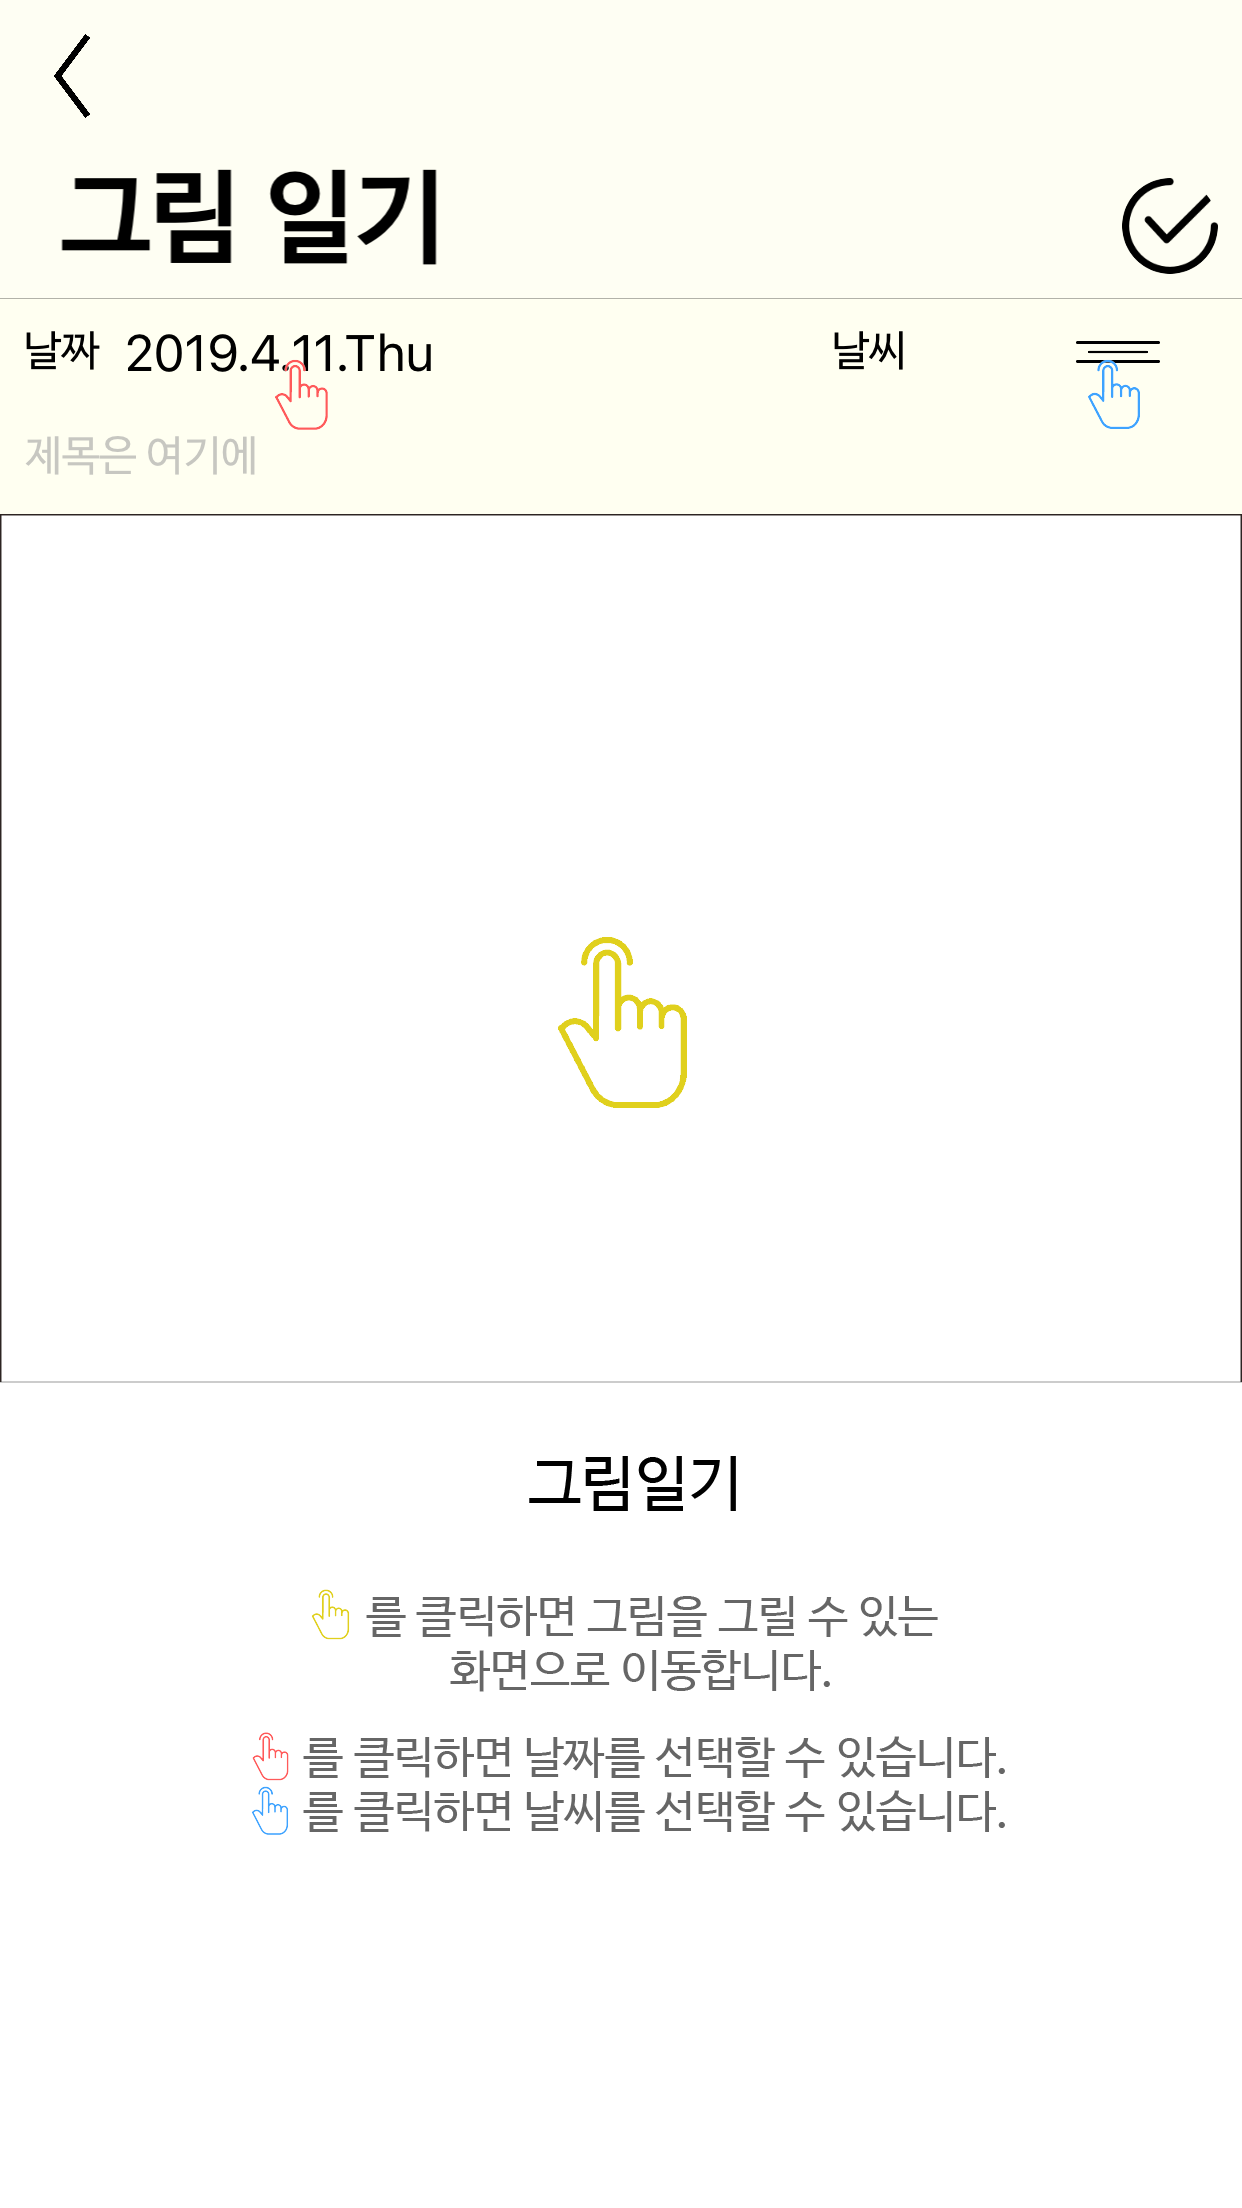 그림 일기
날짜 2019.4.11.Thu 날씨
제목은 여기에
그림일기
를 클릭하면 그림을 그릴 수 있는
화면으로 이동합니다.
를 클릭하면 날짜를 선택할 수 있습니다.
를 클릭하면 날씨를 선택할 수 있습니다.